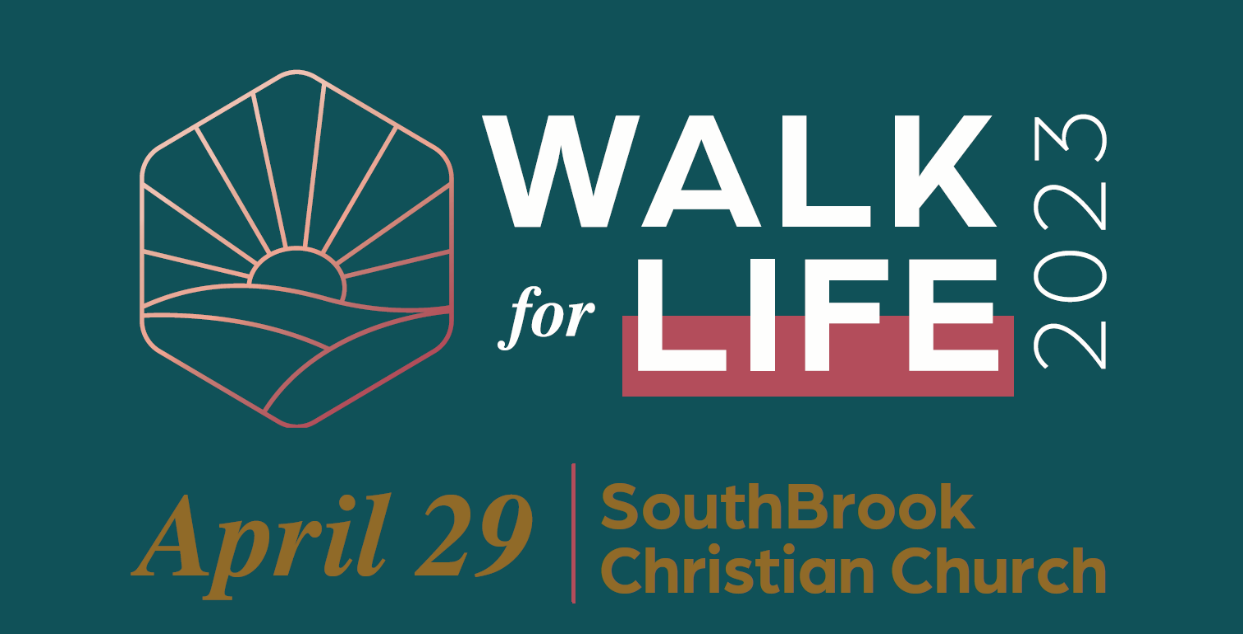 WALK
for LIFE
2023
April 29
SouthBrook
Christian Church